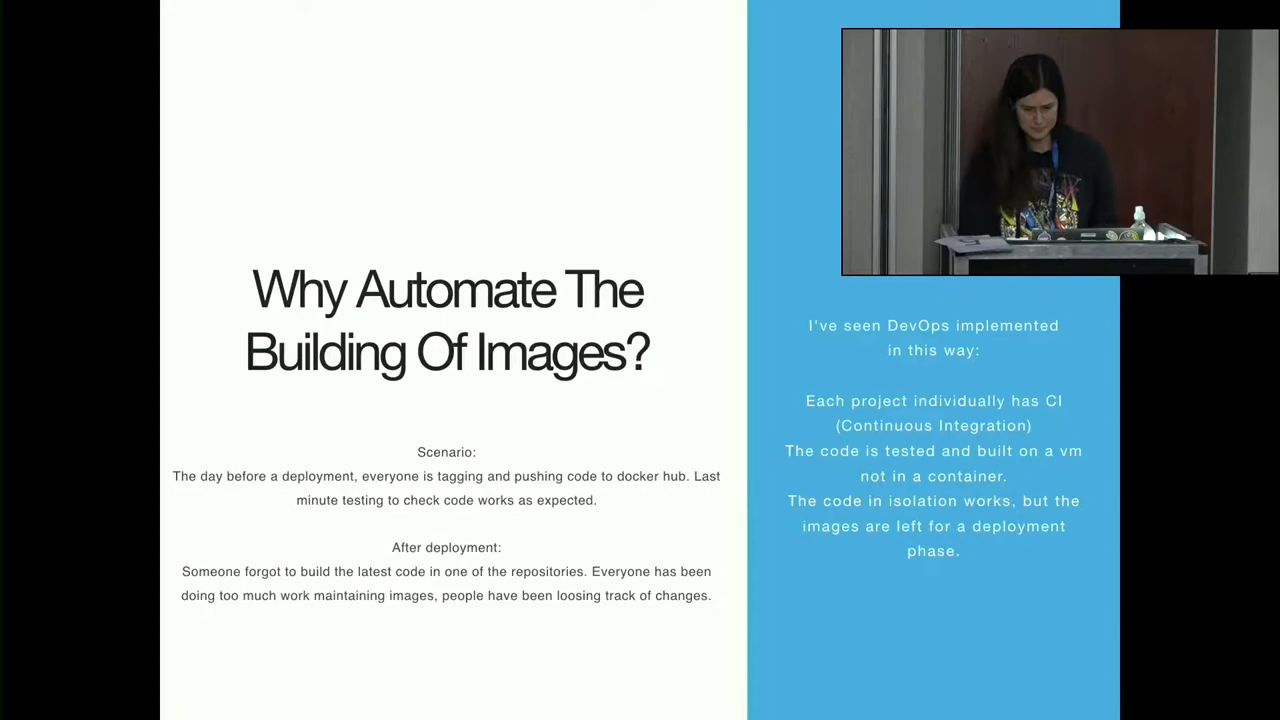 Why Automate The
Building Of Images?
Scenario:
The day before a deployment, everyone is tagging and pushing code to docker hub. Last
minute testing to check code works as expected.
After deployment:
Someone forgot to build the latest code in one of the repositories. Everyone has been
doing too much work maintaining images, people have been loosing track of changes.
I've seen DevOps implemented
in this way:
Each project individually has CI
(Continuous Integration)
The code is tested and built on a vm
not in a container.
The code in isolation works, but the
images are left for a deployment
phase.